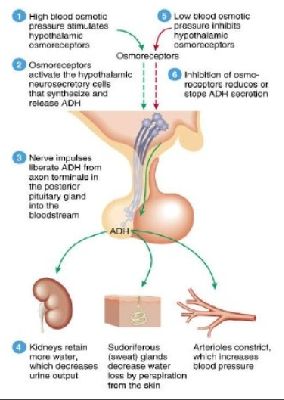 1 High blood osmotic
pressure stimulates
hypothalamic
osmoreceptors
5 Low blood osmotic
pressure inhibits
hypothalamic
osmoreceptors
Osmoreceptors
2 Osmoreceptors
activate the hypothalamic
neurosecretory cells
that synthesize and
release ADH
6 Inhibition of osmo-
receptors reduces or
stops ADH secretion
3 Nerve impulses
liberate ADH from
axon terminals in
the posterior
pituitary gland
into the
bloodstream
ADH
4 Kidneys retain
more water,
which decreases
urine output
Sudoriferous
(sweat) glands
decrease water
loss by perspiration
from the skin
Arterioles constrict,
which increases
blood pressure